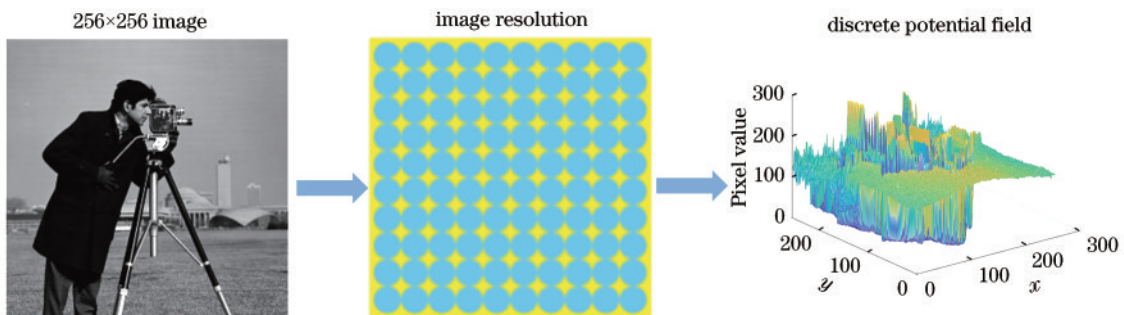 256×256 image
image resolution
discrete potential field
300
200
100
0
Pixel value
200
100
0
y
0
100
200
300
x